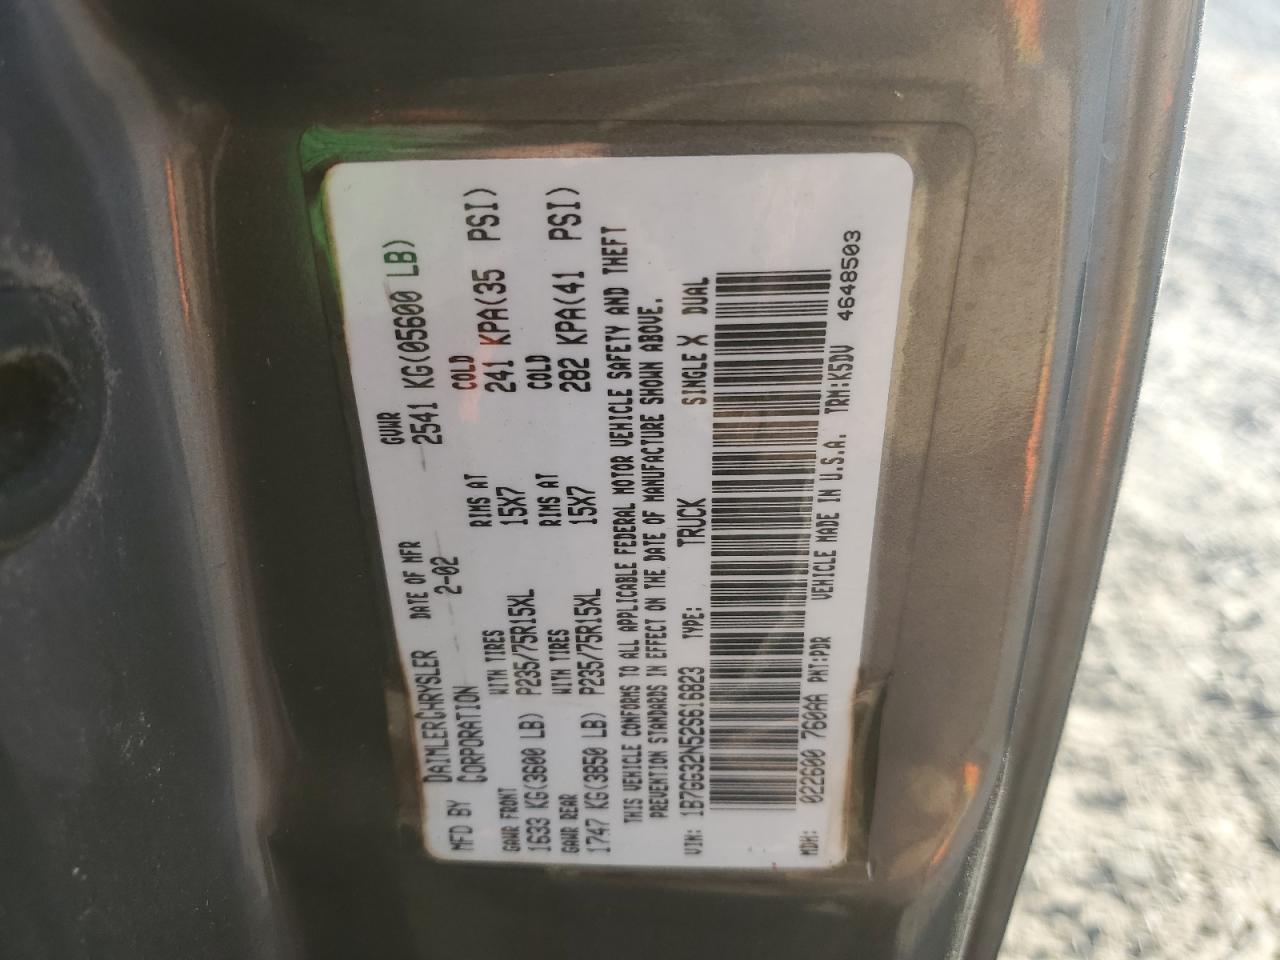 MFD BY DAIMLERCHRYSLER CORPORATION DATE OF MFR 2-02 GVWR 2541 KG(05600 LB)
GAWR FRONT WITH TIRES RIMS AT COLD
1633 KG(3600 LB) P235/75R15XL 15X7 241 KPA(35 PSI)
GAWR REAR WITH TIRES RIMS AT COLD
1747 KG(3850 LB) P235/75R15XL 15X7 282 KPA(41 PSI)
THIS VEHICLE CONFORMS TO ALL APPLICABLE FEDERAL MOTOR VEHICLE SAFETY AND THEFT
PREVENTION STANDARDS IN EFFECT ON THE DATE OF MANUFACTURE SHOWN ABOVE.
VIN: 1B7GG32N52S616823 TYPE: TRUCK SINGLE X DUAL
MDH: 022600 760AA PNT:PDR VEHICLE MADE IN U.S.A. TRM:K5DV 4648503